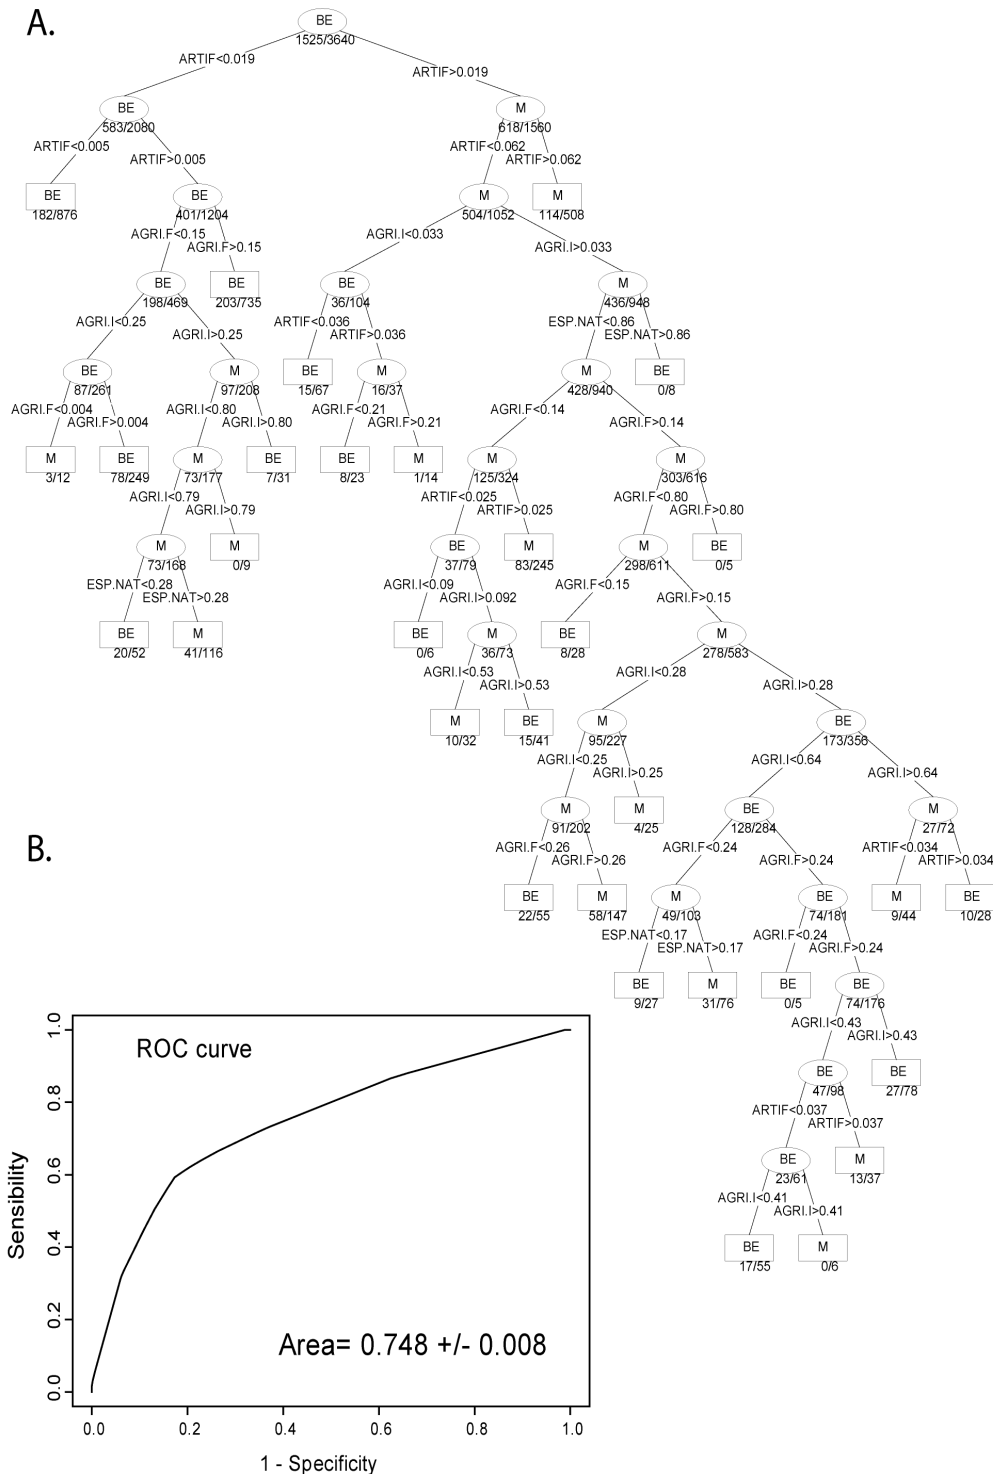 A.
BE
1525/3640
ARTIF<0.019
ARTIF>0.019
BE
583/2080
M
618/1560
ARTIF<0.005
ARTIF>0.005
ARTIF<0.062
ARTIF>0.062
BE
182/876
BE
401/1204
M
504/1052
M
114/508
AGRI.F<0.15
AGRI.F>0.15
AGRI.I<0.033
AGRI.I>0.033
BE
198/469
BE
203/735
BE
36/104
M
436/948
AGRI.I<0.25
AGRI.I>0.25
ARTIF<0.036
ARTIF>0.036
ESP.NAT<0.86
ESP.NAT>0.86
BE
87/261
M
97/208
BE
15/67
M
16/37
M
428/940
BE
0/8
AGRI.F<0.004
AGRI.F>0.004
AGRI.I<0.80
AGRI.I>0.80
AGRI.F<0.21
AGRI.F>0.21
AGRI.F<0.14
AGRI.F>0.14
M
3/12
BE
78/249
M
73/177
BE
7/31
BE
8/23
M
1/14
M
125/324
M
303/616
AGRI.I<0.79
AGRI.I>0.79
ARTIF<0.025
ARTIF>0.025
AGRI.F<0.80
AGRI.F>0.80
M
73/168
M
0/9
BE
37/79
M
83/245
M
298/611
BE
0/5
ESP.NAT<0.28
ESP.NAT>0.28
AGRI.I<0.09
AGRI.I>0.092
AGRI.F<0.15
AGRI.F>0.15
BE
20/52
M
41/116
BE
0/6
M
36/73
BE
8/28
M
278/583
AGRI.I<0.53
AGRI.I>0.53
AGRI.I<0.28
AGRI.I>0.28
M
10/32
BE
15/41
M
95/227
BE
173/356
AGRI.I<0.25
AGRI.I>0.25
AGRI.I<0.64
AGRI.I>0.64
M
91/202
M
4/25
BE
128/284
M
27/72
AGRI.F<0.26
AGRI.F>0.26
AGRI.F<0.24
AGRI.F>0.24
ARTIF<0.034
ARTIF>0.034
BE
22/55
M
58/147
M
49/103
BE
74/181
M
9/44
BE
10/28
ESP.NAT<0.17
ESP.NAT>0.17
AGRI.F<0.24
AGRI.F>0.24
BE
9/27
M
31/76
BE
0/5
BE
74/176
AGRI.I<0.43
AGRI.I>0.43
BE
47/98
BE
27/78
ARTIF<0.037
ARTIF>0.037
BE
23/61
M
13/37
AGRI.I<0.41
AGRI.I>0.41
BE
17/55
M
0/6
B.
ROC curve
Area= 0.748 +/- 0.008
Sensibility
1.0
0.8
0.6
0.4
0.2
0.0
0.0 0.2 0.4 0.6 0.8 1.0
1 - Specificity